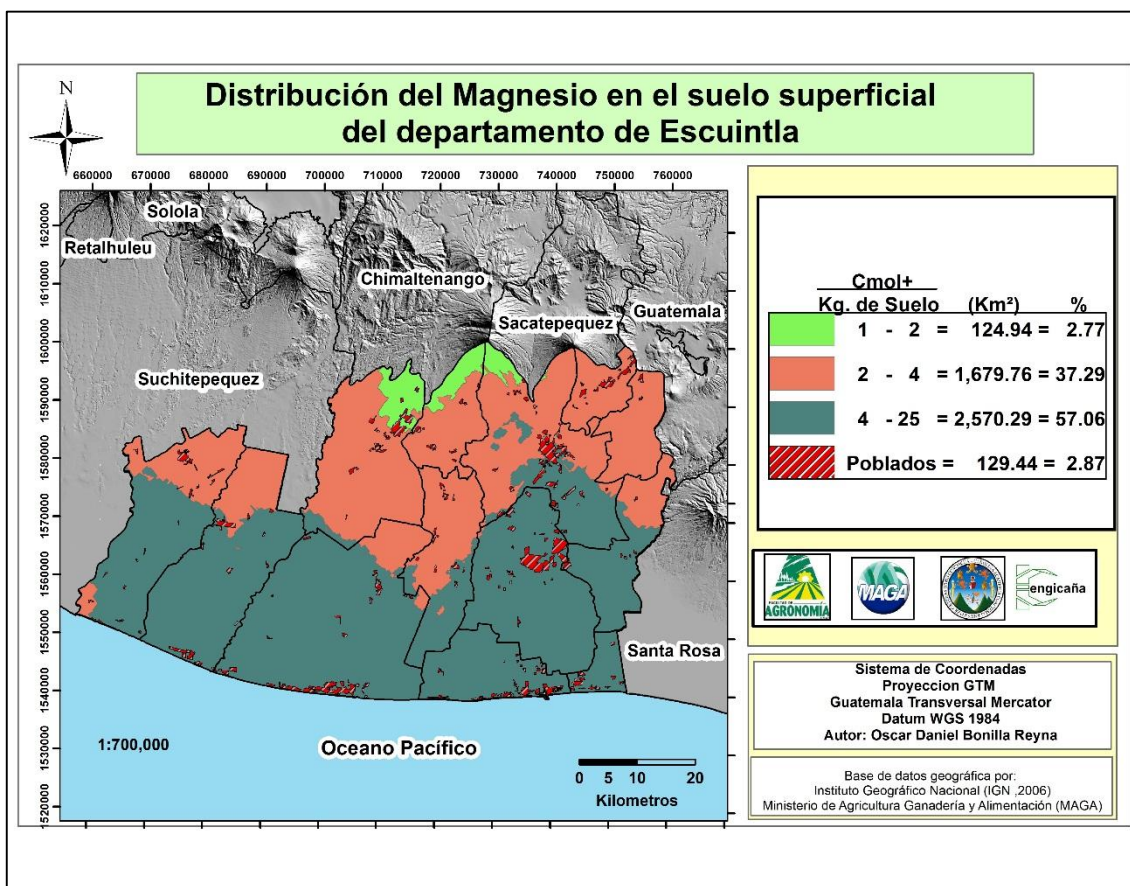 Distribución del Magnesio en el suelo superficial
del departamento de Escuintla
N
660000 670000 680000 690000 700000 710000 720000 730000 740000 750000 760000
1620000
1610000
1600000
1590000
1580000
1570000
1560000
1550000
1540000
1530000
1520000
Solola
Retalhuleu
Chimaltenango
Guatemala
Sacatepequez
Suchitepequez
Santa Rosa
1:700,000
Oceano Pacífico
0 5 10 20
Kilometros
Cmol+
Kg. de Suelo (Km²) %
1 - 2 = 124.94 = 2.77
2 - 4 = 1,679.76 = 37.29
4 - 25 = 2,570.29 = 57.06
Poblados = 129.44 = 2.87
FACULTAD DE
AGRONOMIA
MAGA
engicaña
Sistema de Coordenadas
Proyeccion GTM
Guatemala Transversal Mercator
Datum WGS 1984
Autor: Oscar Daniel Bonilla Reyna
Base de datos geográfica por:
Instituto Geográfico Nacional (IGN ,2006)
Ministerio de Agricultura Ganadería y Alimentación (MAGA)